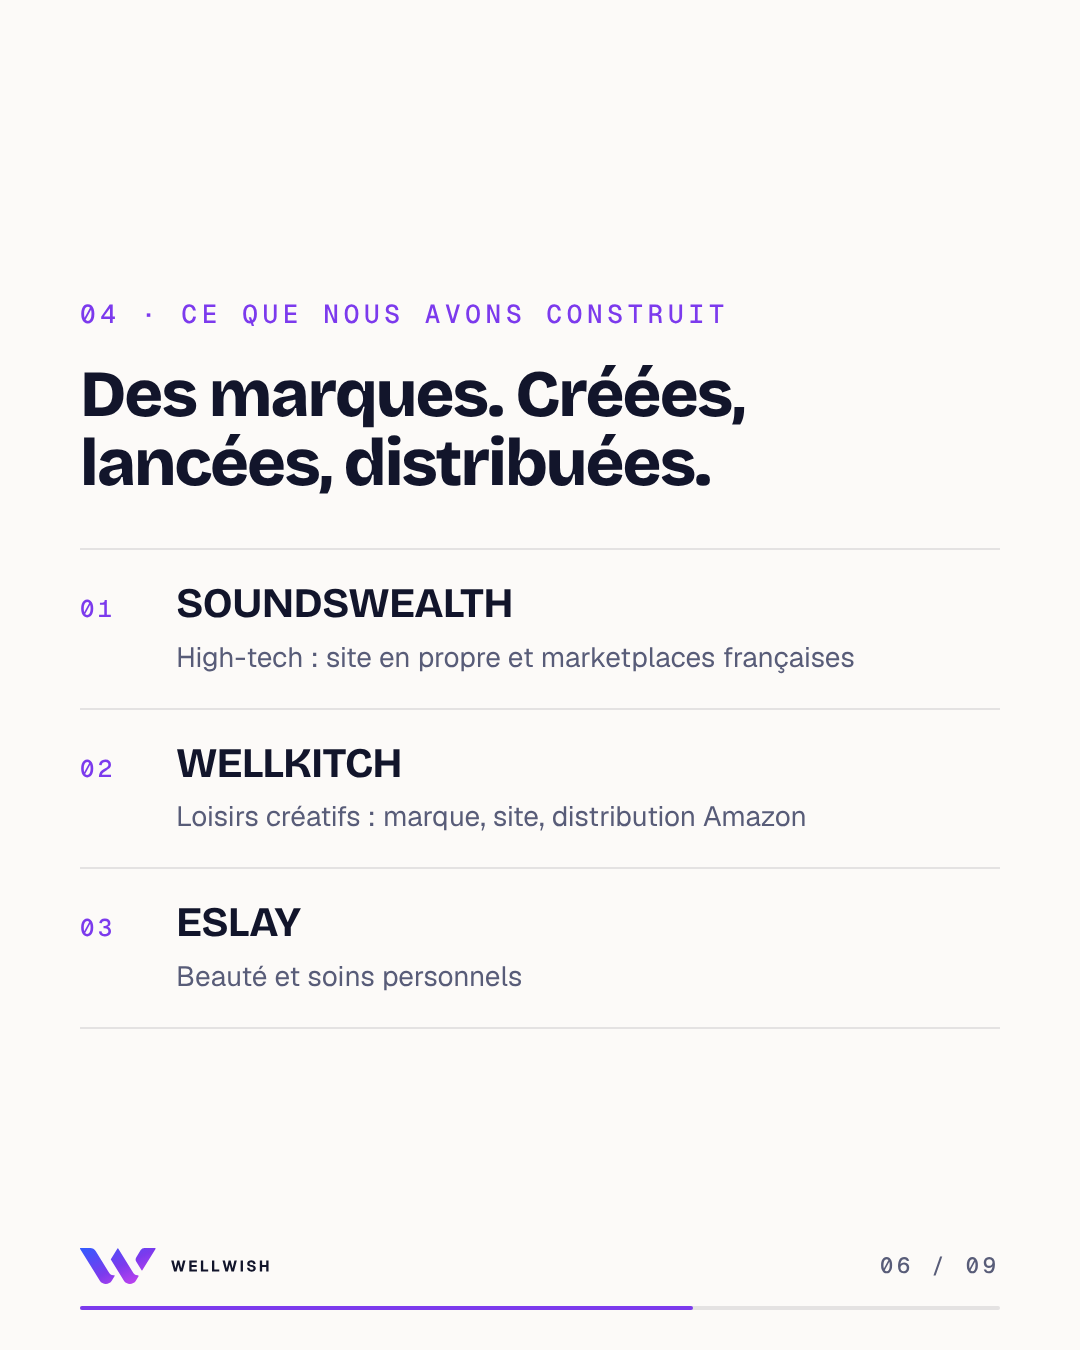 04 · CE QUE NOUS AVONS CONSTRUIT
Des marques. Créées,
lancées, distribuées.
01 SOUNDSWEALTH
High-tech : site en propre et marketplaces françaises
02 WELLKITCH
Loisirs créatifs : marque, site, distribution Amazon
03 ESLAY
Beauté et soins personnels
WELLWISH 06 / 09